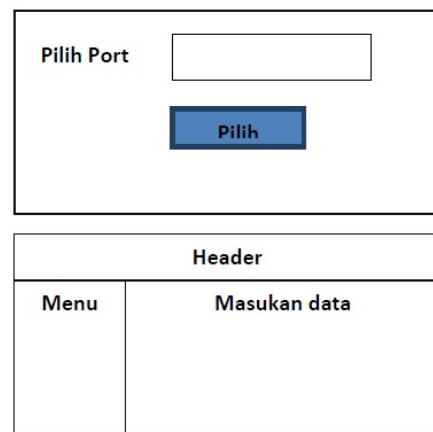 Pilih Port
Pilih
Header
Menu
Masukan data